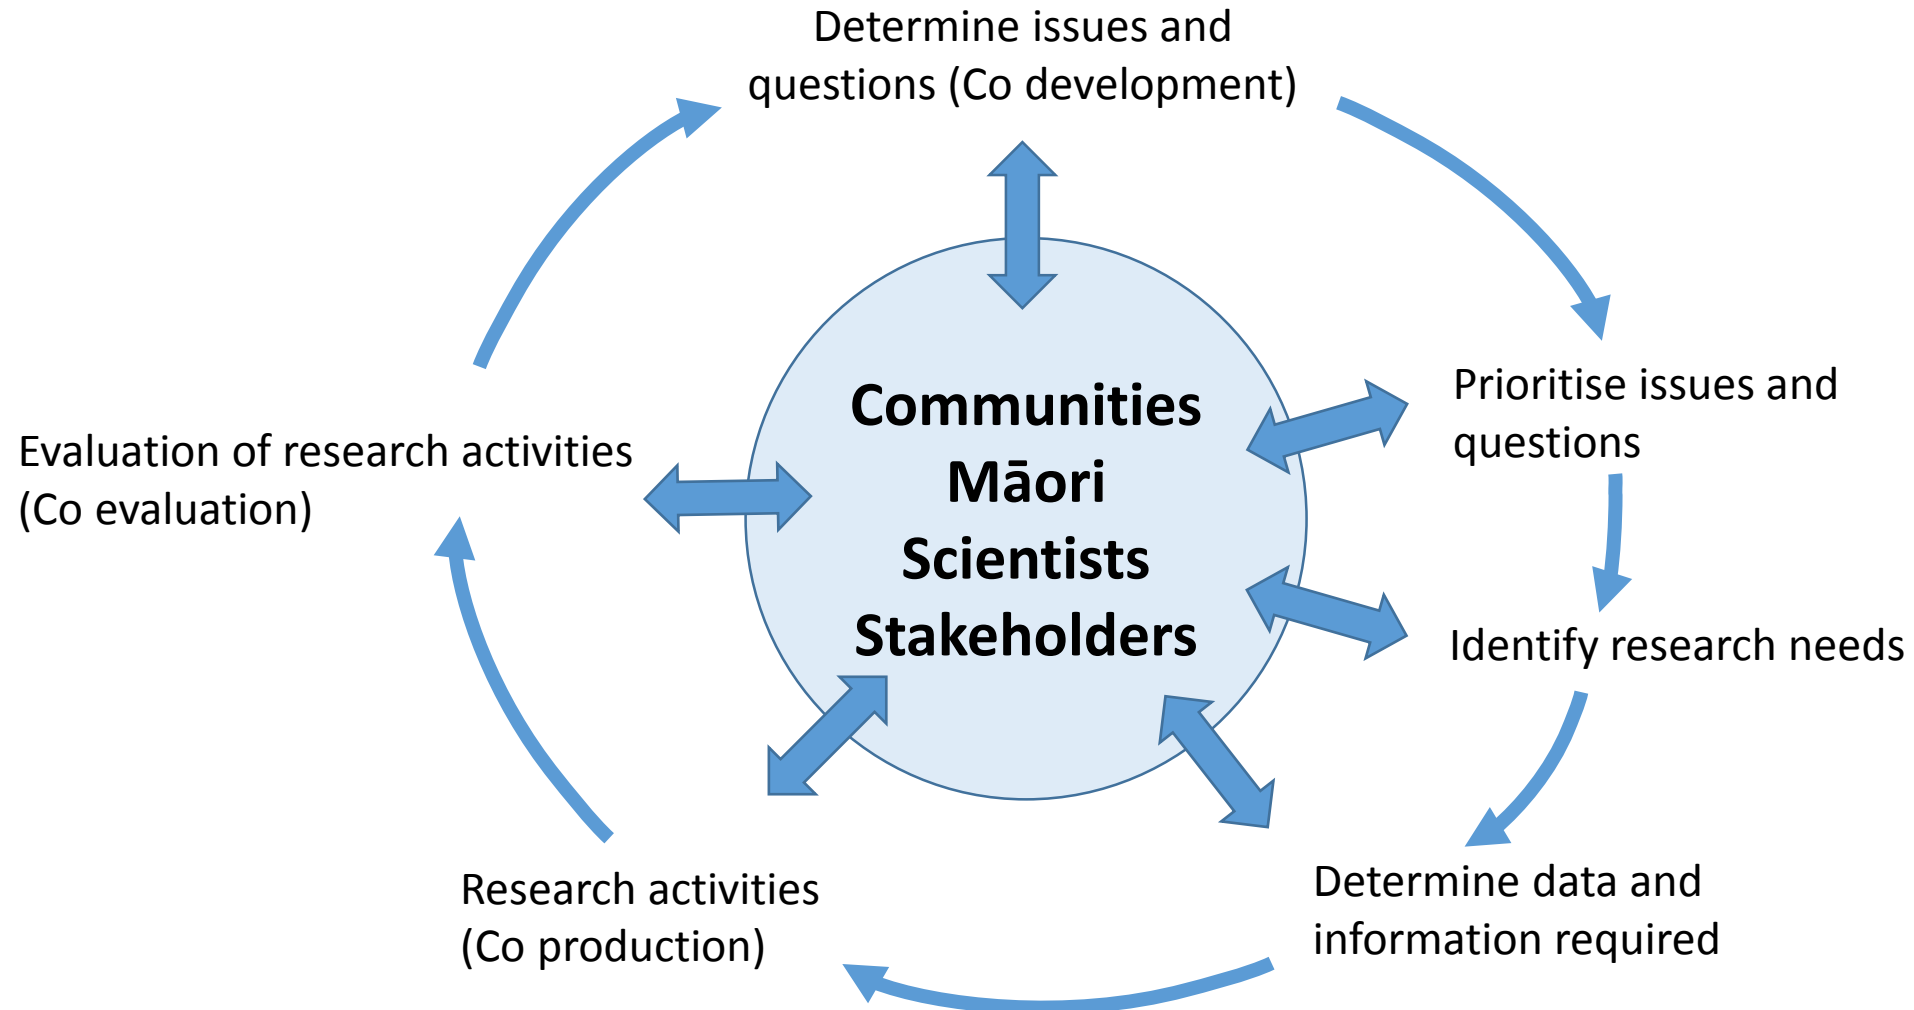 Determine issues and
questions (Co development)
Prioritise issues and
questions
Identify research needs
Determine data and
information required
Research activities
(Co production)
Evaluation of research activities
(Co evaluation)
Communities
Māori
Scientists
Stakeholders